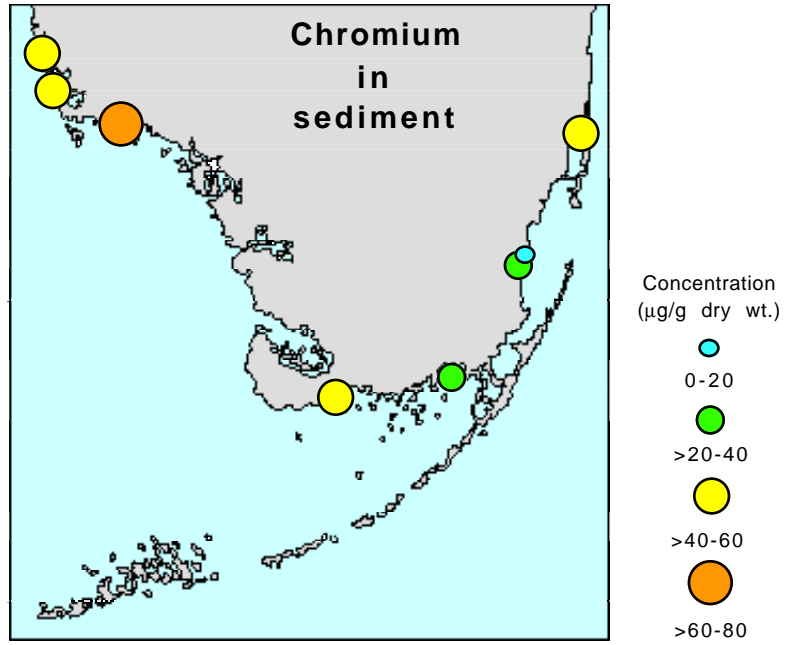 Chromium
in
sediment
Concentration
(µg/g dry wt.)
0-20
>20-40
>40-60
>60-80